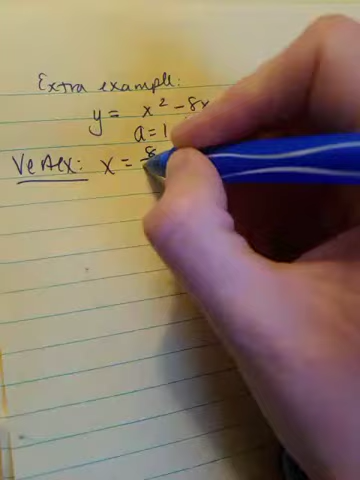 Extra example:
y = x² - 8x
a = 1
Vertex: x = 8